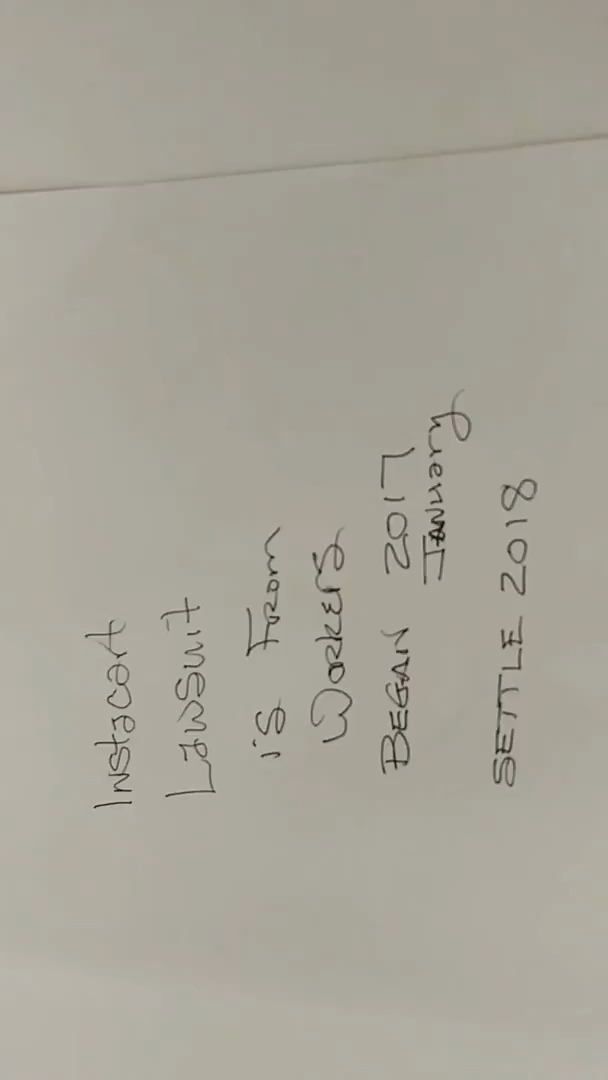 Instacart
Lawsuit
is From
Workers
BEGAN 2017
January
SETTLE 2018